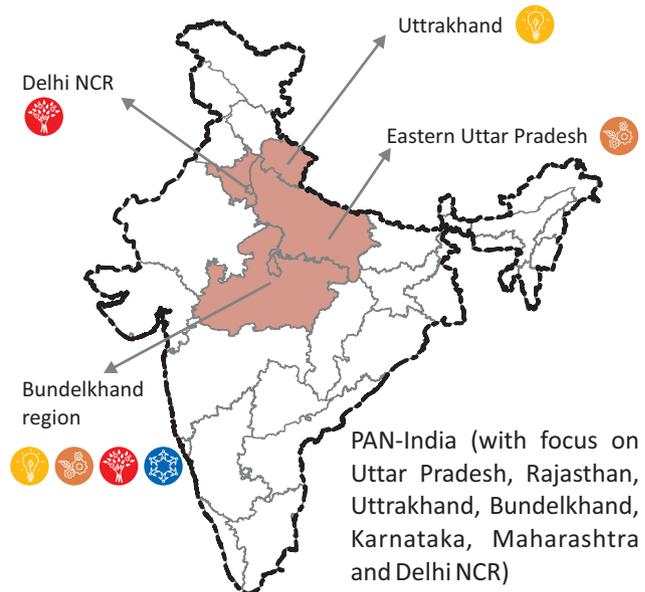 Uttrakhand
Delhi NCR
Eastern Uttar Pradesh
Bundelkhand
region
PAN-India (with focus on
Uttar Pradesh, Rajasthan,
Uttrakhand, Bundelkhand,
Karnataka, Maharashtra
and Delhi NCR)